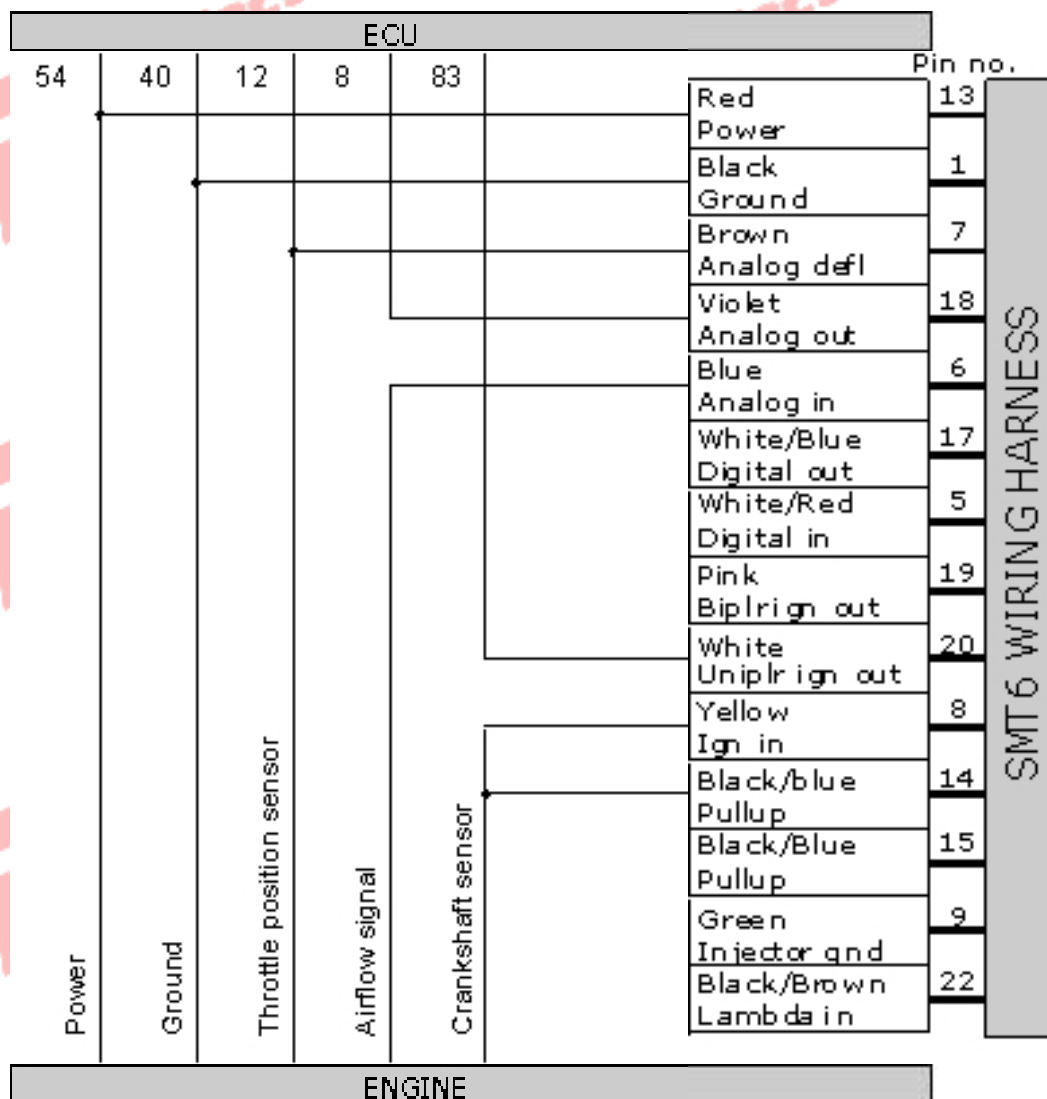 ECU
54 40 12 8 83
Pin no.
Red 13
Power
Black 1
Ground
Brown 7
Analog defl
Violet 18
Analog out
Blue 6
Analog in
White/Blue 17
Digital out
White/Red 5
Digital in
Pink 19
Biplrign out
White 20
Uniplr ign out
Yellow 8
Ign in
Black/blue 14
Pullup
Black/Blue 15
Pullup
Green 9
Injector gnd
Black/Brown 22
Lambda in
SMT 6 WIRING HARNESS
Power
Ground
Throttle position sensor
Airflow signal
Crankshaft sensor
ENGINE